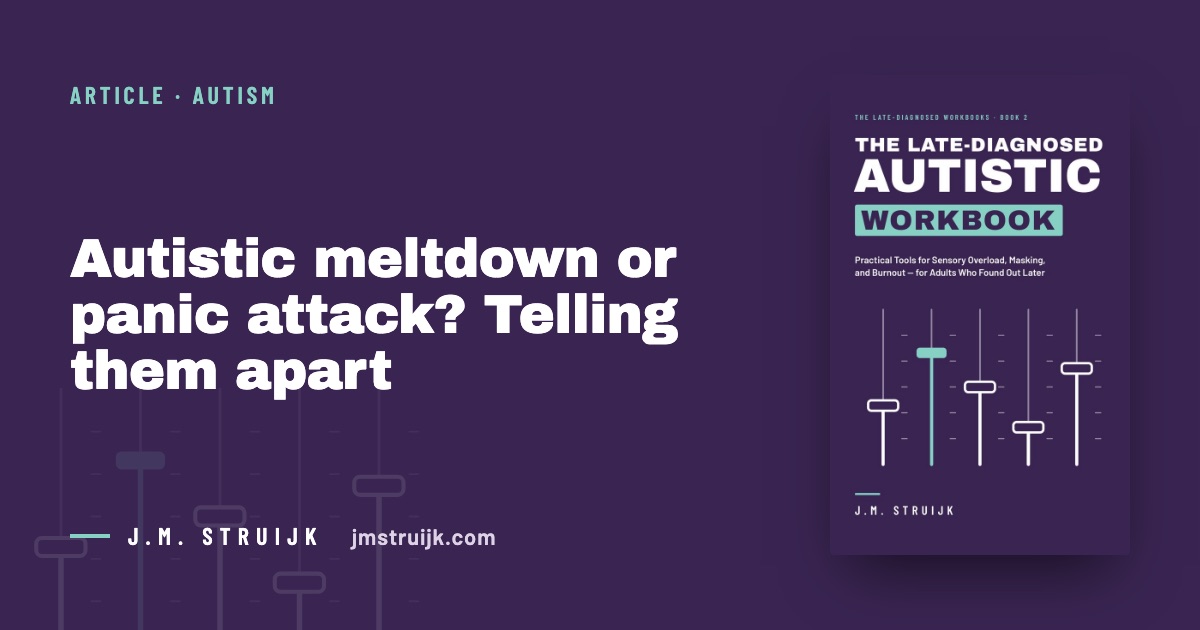 ARTICLE · AUTISM
Autistic meltdown or
panic attack? Telling
them apart
J.M. STRUIJK jmstruijk.com
THE LATE-DIAGNOSED WORKBOOKS · BOOK 2
THE LATE-DIAGNOSED
AUTISTIC
WORKBOOK
Practical Tools for Sensory Overload, Masking,
and Burnout — for Adults Who Found Out Later
J.M. STRUIJK